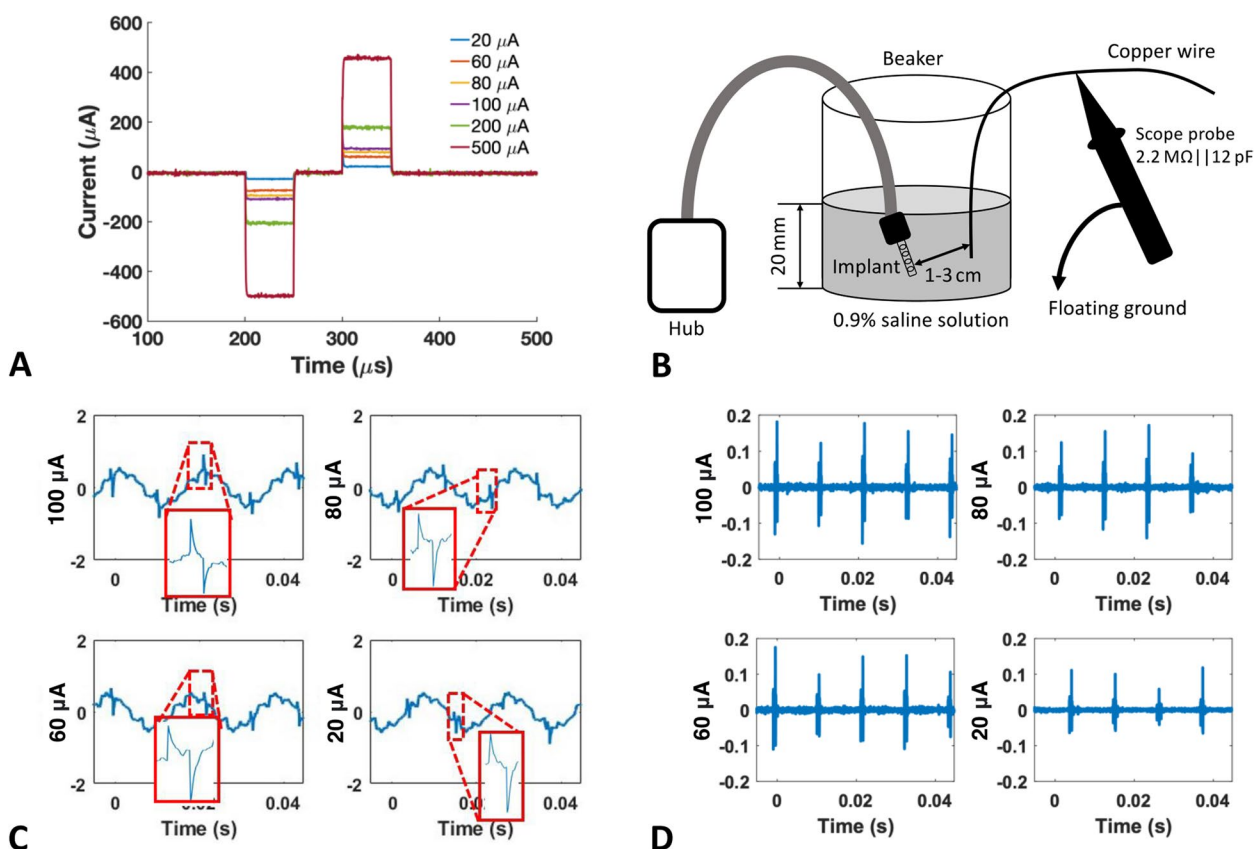 600
400
200
0
-200
-400
-600
Current (μA)
100
200
300
400
500
Time (μs)
20 μA
60 μA
80 μA
100 μA
200 μA
500 μA
A
Beaker
Copper wire
Scope probe
2.2 MΩ||12 pF
20 mm
Implant
1-3 cm
Floating ground
Hub
0.9% saline solution
B
100 μA
2
0
-2
0
0.04
Time (s)
80 μA
2
0
-2
0
0.02
0.04
Time (s)
60 μA
2
0
-2
0
0.04
Time (s)
20 μA
2
0
-2
0
0.04
Time (s)
C
100 μA
0.2
0.1
0
-0.1
-0.2
0
0.02
0.04
Time (s)
80 μA
0.2
0.1
0
-0.1
-0.2
0
0.02
0.04
Time (s)
60 μA
0.2
0.1
0
-0.1
-0.2
0
0.02
0.04
Time (s)
20 μA
0.2
0.1
0
-0.1
-0.2
0
0.02
0.04
Time (s)
D